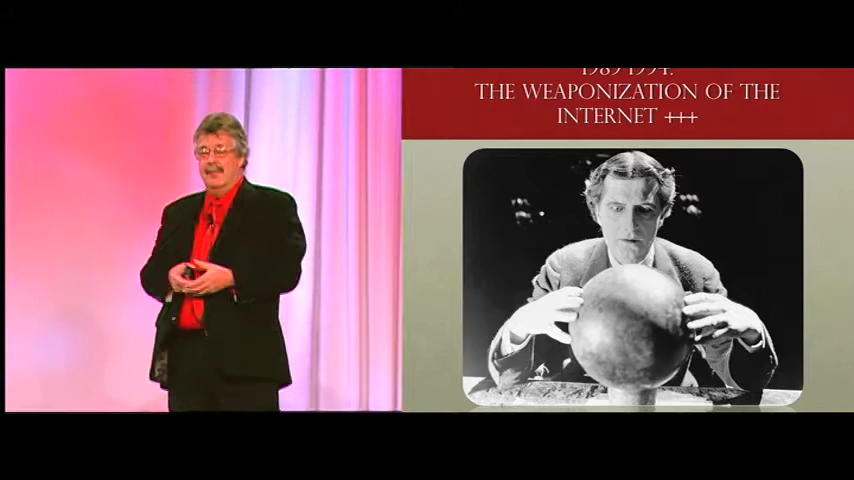 THE WEAPONIZATION OF THE
INTERNET +++